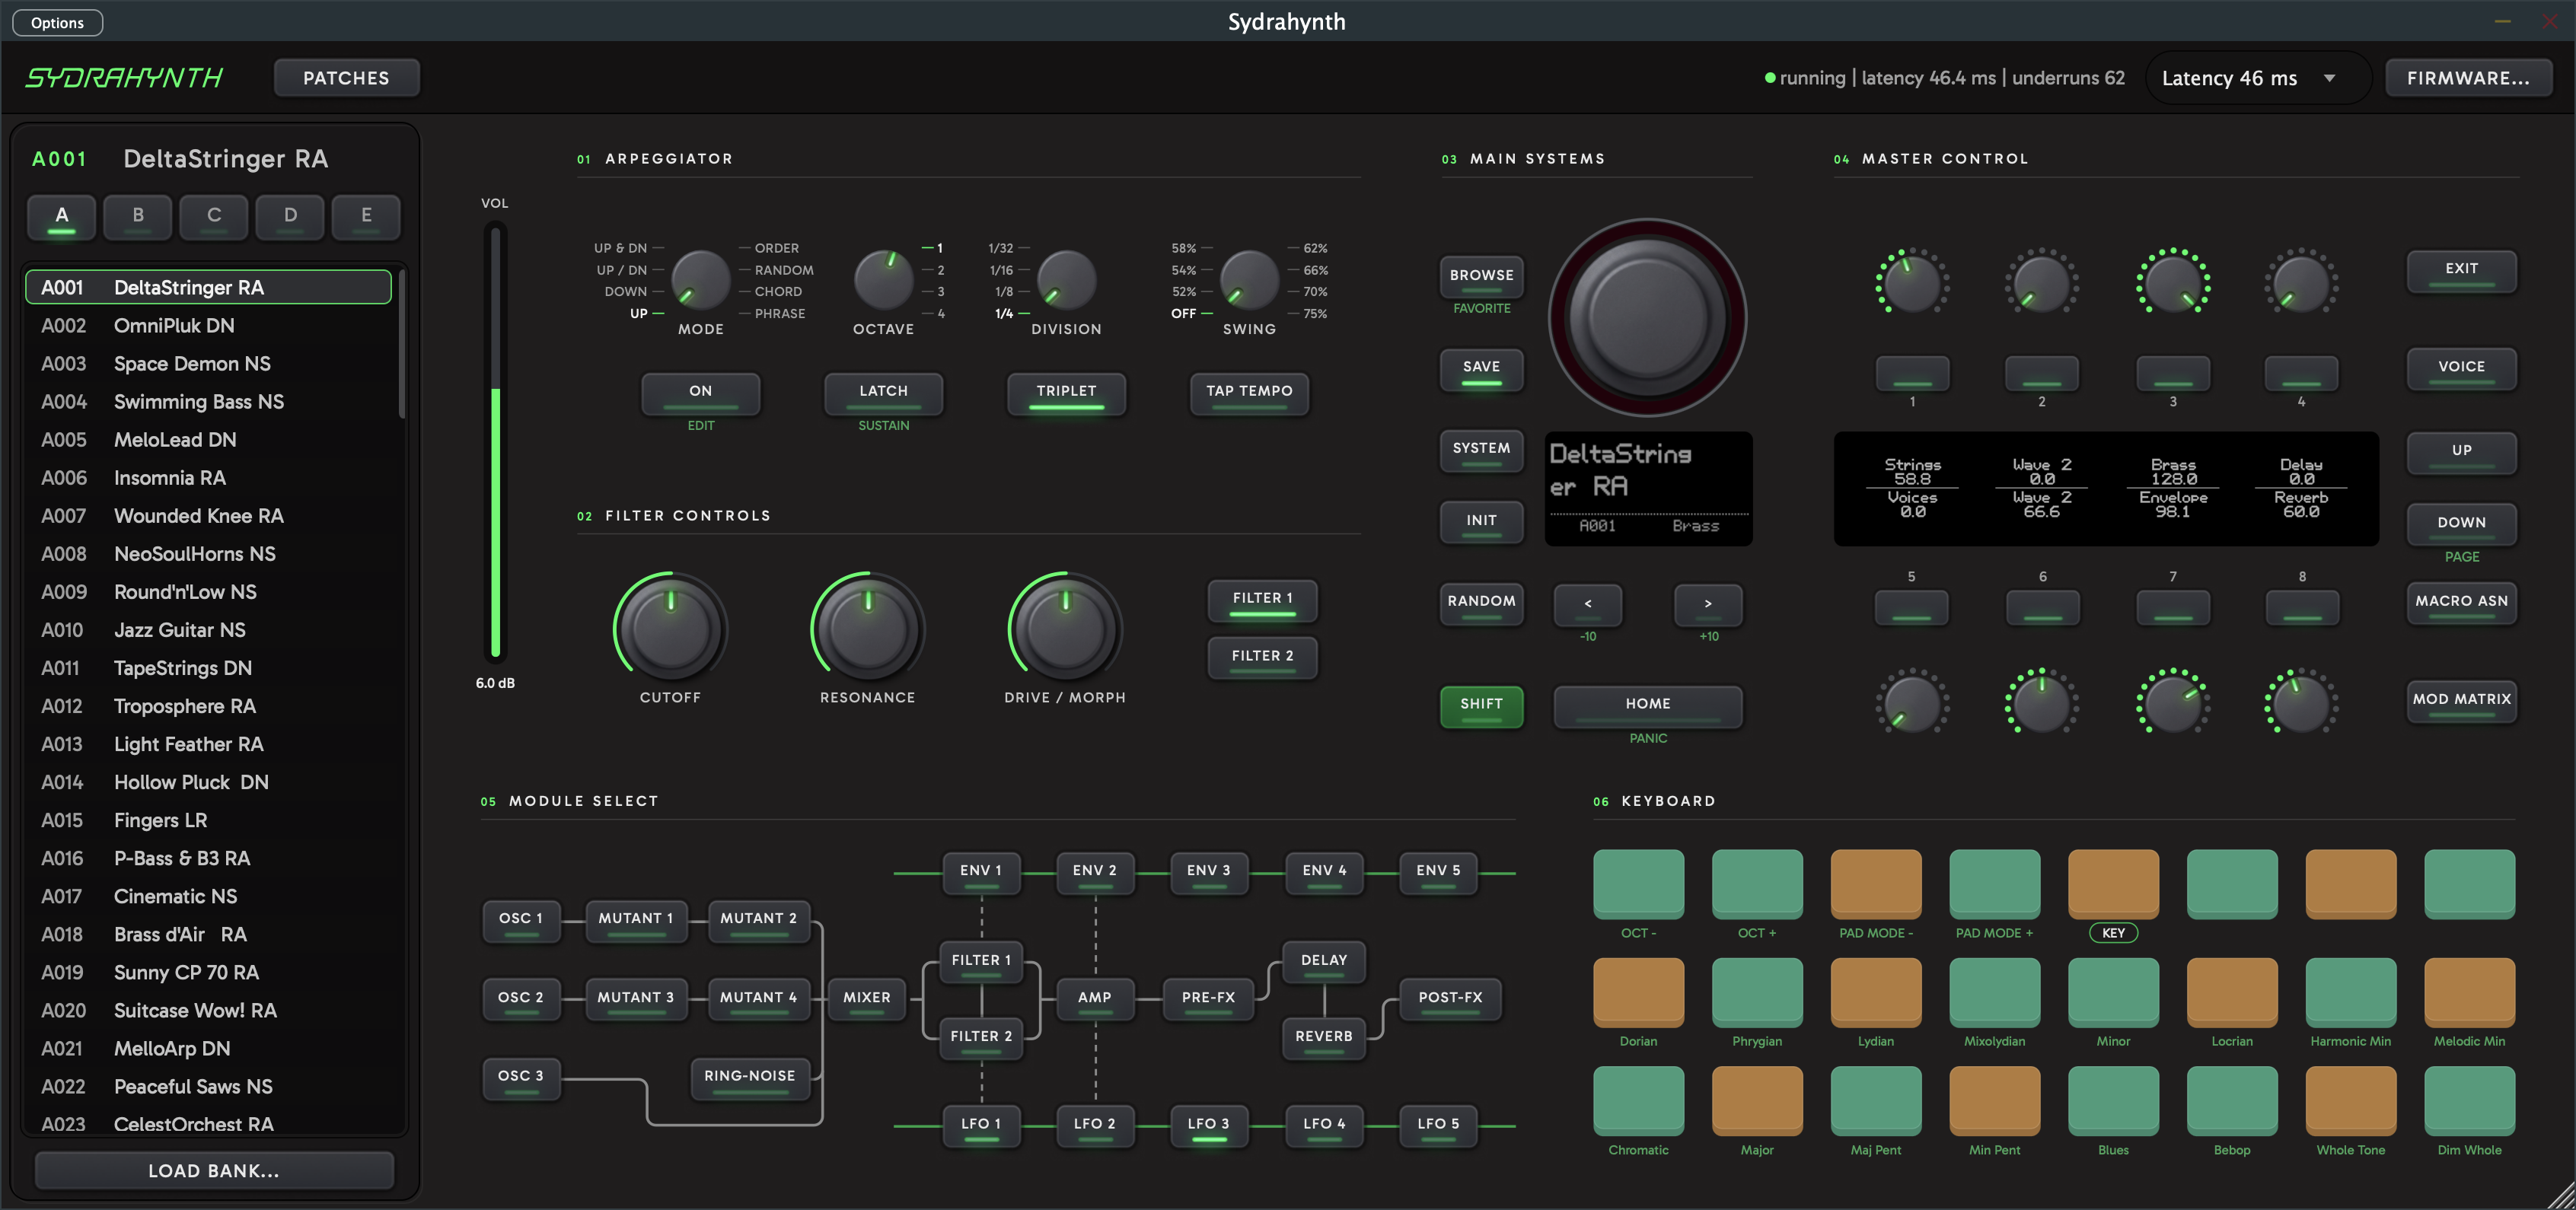 Options
Sydrahynth
SYDRAHYNTH
PATCHES
running | latency 46.4 ms | underruns 62
Latency 46 ms
FIRMWARE...
A001 DeltaStringer RA
A B C D E
A001 DeltaStringer RA
A002 OmniPluk DN
A003 Space Demon NS
A004 Swimming Bass NS
A005 MeloLead DN
A006 Insomnia RA
A007 Wounded Knee RA
A008 NeoSoulHorns NS
A009 Round'n'Low NS
A010 Jazz Guitar NS
A011 TapeStrings DN
A012 Troposphere RA
A013 Light Feather RA
A014 Hollow Pluck  DN
A015 Fingers LR
A016 P-Bass & B3 RA
A017 Cinematic NS
A018 Brass d'Air   RA
A019 Sunny CP 70 RA
A020 Suitcase Wow! RA
A021 MelloArp DN
A022 Peaceful Saws NS
A023 CelestOrchest RA
LOAD BANK...
VOL
6.0 dB
01 ARPEGGIATOR
UP & DN ORDER
UP / DN RANDOM
DOWN CHORD
UP PHRASE
MODE
1
2
3
4
OCTAVE
1/32
1/16
1/8
1/4
DIVISION
58% 62%
54% 66%
52% 70%
OFF 75%
SWING
ON LATCH TRIPLET TAP TEMPO
EDIT SUSTAIN
02 FILTER CONTROLS
CUTOFF RESONANCE DRIVE / MORPH
FILTER 1
FILTER 2
03 MAIN SYSTEMS
BROWSE
FAVORITE
SAVE
SYSTEM
INIT
RANDOM
SHIFT
DeltaString
er RA
A001 Brass
< >
-10 +10
HOME
PANIC
04 MASTER CONTROL
1 2 3 4
Strings Wave 2 Brass Delay
58.8 0.0 128.0 0.0
Voices Wave 2 Envelope Reverb
0.0 66.6 98.1 60.0
5 6 7 8
EXIT
VOICE
UP
DOWN
PAGE
MACRO ASN
MOD MATRIX
05 MODULE SELECT
ENV 1 ENV 2 ENV 3 ENV 4 ENV 5
OSC 1 MUTANT 1 MUTANT 2
FILTER 1 DELAY
OSC 2 MUTANT 3 MUTANT 4 MIXER AMP PRE-FX POST-FX
FILTER 2 REVERB
OSC 3 RING-NOISE
LFO 1 LFO 2 LFO 3 LFO 4 LFO 5
06 KEYBOARD
OCT - OCT + PAD MODE - PAD MODE + KEY
Dorian Phrygian Lydian Mixolydian Minor Locrian Harmonic Min Melodic Min
Chromatic Major Maj Pent Min Pent Blues Bebop Whole Tone Dim Whole